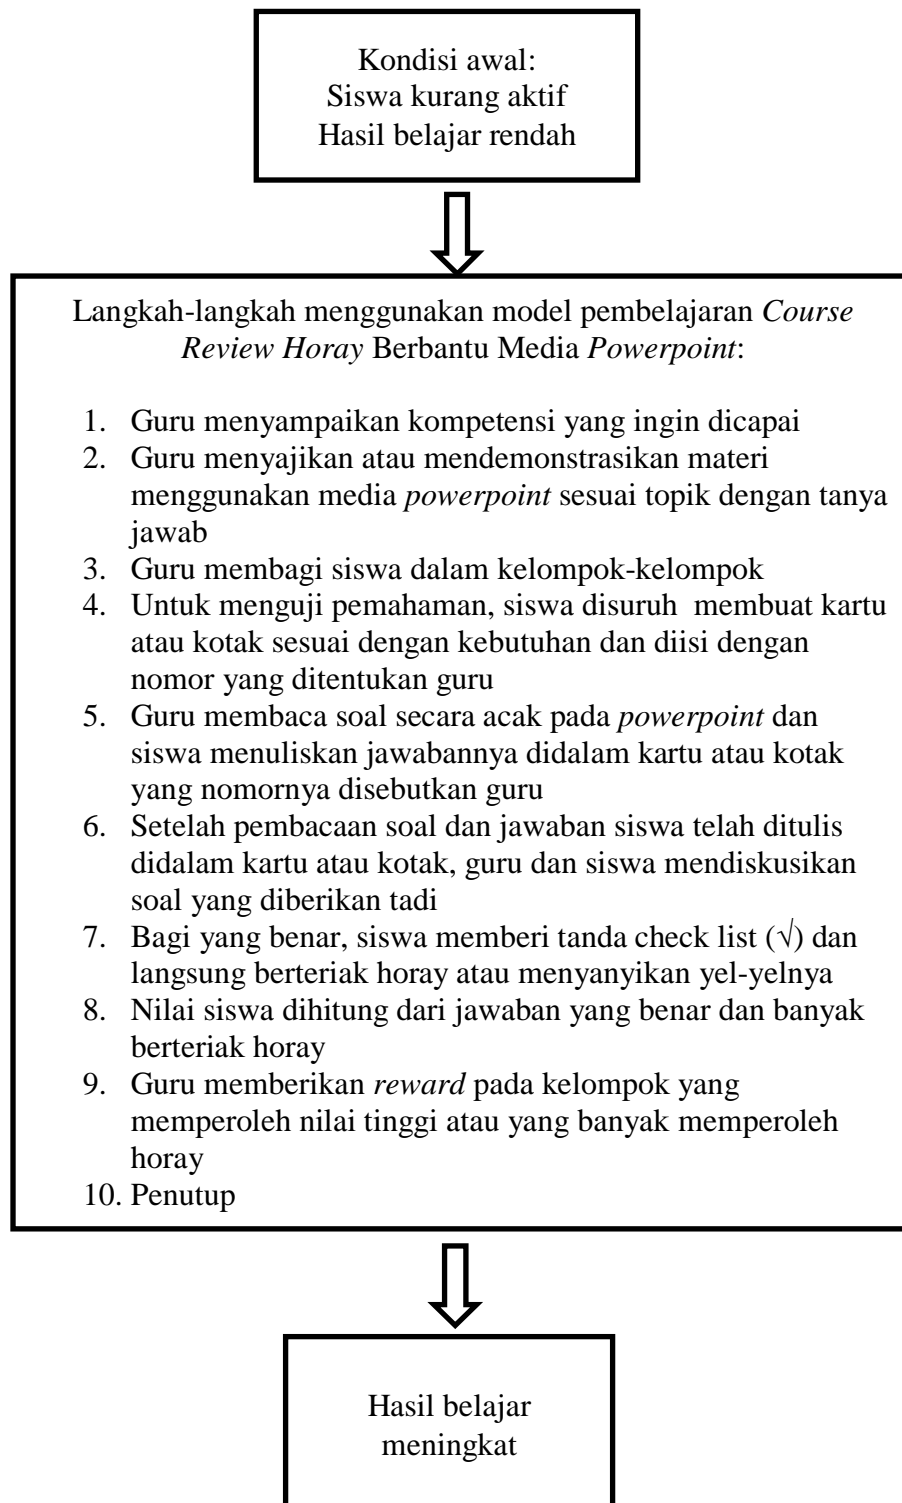 Kondisi awal:
Siswa kurang aktif
Hasil belajar rendah
Langkah-langkah menggunakan model pembelajaran Course
Review Horay Berbantu Media Powerpoint:
1. Guru menyampaikan kompetensi yang ingin dicapai
2. Guru menyajikan atau mendemonstrasikan materi
menggunakan media powerpoint sesuai topik dengan tanya
jawab
3. Guru membagi siswa dalam kelompok-kelompok
4. Untuk menguji pemahaman, siswa disuruh membuat kartu
atau kotak sesuai dengan kebutuhan dan diisi dengan
nomor yang ditentukan guru
5. Guru membaca soal secara acak pada powerpoint dan
siswa menuliskan jawabannya didalam kartu atau kotak
yang nomornya disebutkan guru
6. Setelah pembacaan soal dan jawaban siswa telah ditulis
didalam kartu atau kotak, guru dan siswa mendiskusikan
soal yang diberikan tadi
7. Bagi yang benar, siswa memberi tanda check list (√) dan
langsung berteriak horay atau menyanyikan yel-yelnya
8. Nilai siswa dihitung dari jawaban yang benar dan banyak
berteriak horay
9. Guru memberikan reward pada kelompok yang
memperoleh nilai tinggi atau yang banyak memperoleh
horay
10. Penutup
Hasil belajar
meningkat